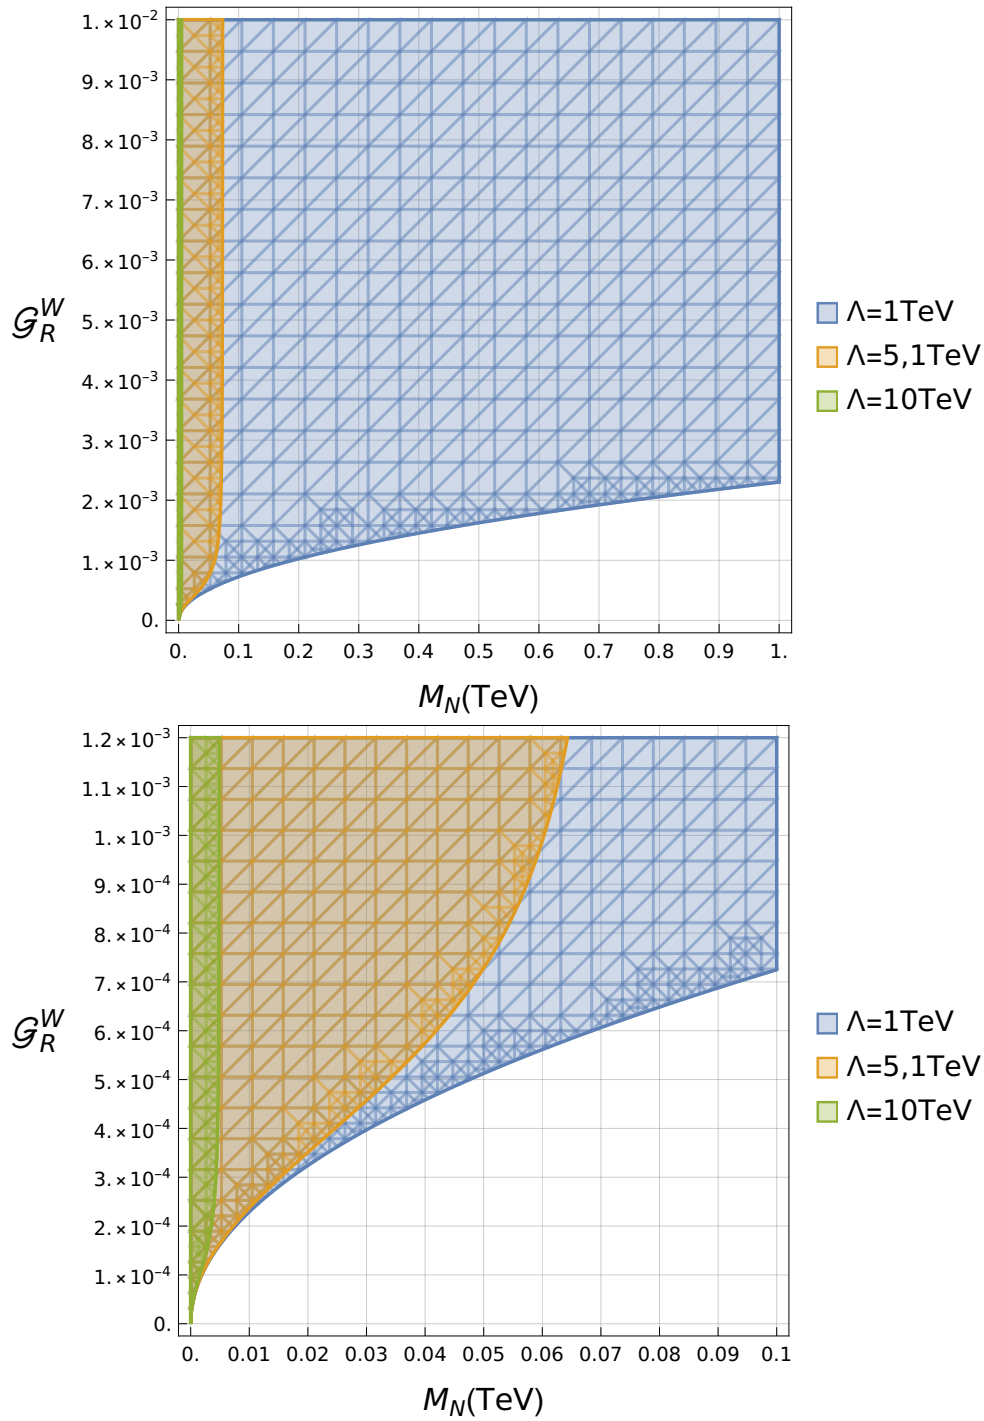 1.×10⁻²
9.×10⁻³
8.×10⁻³
7.×10⁻³
6.×10⁻³
5.×10⁻³
4.×10⁻³
3.×10⁻³
2.×10⁻³
1.×10⁻³
0.
𝒢_R^W
0. 0.1 0.2 0.3 0.4 0.5 0.6 0.7 0.8 0.9 1.
M_N(TeV)
Λ=1TeV
Λ=5,1TeV
Λ=10TeV
1.2×10⁻³
1.1×10⁻³
1.×10⁻³
9.×10⁻⁴
8.×10⁻⁴
7.×10⁻⁴
6.×10⁻⁴
5.×10⁻⁴
4.×10⁻⁴
3.×10⁻⁴
2.×10⁻⁴
1.×10⁻⁴
0.
𝒢_R^W
0. 0.01 0.02 0.03 0.04 0.05 0.06 0.07 0.08 0.09 0.1
M_N(TeV)
Λ=1TeV
Λ=5,1TeV
Λ=10TeV